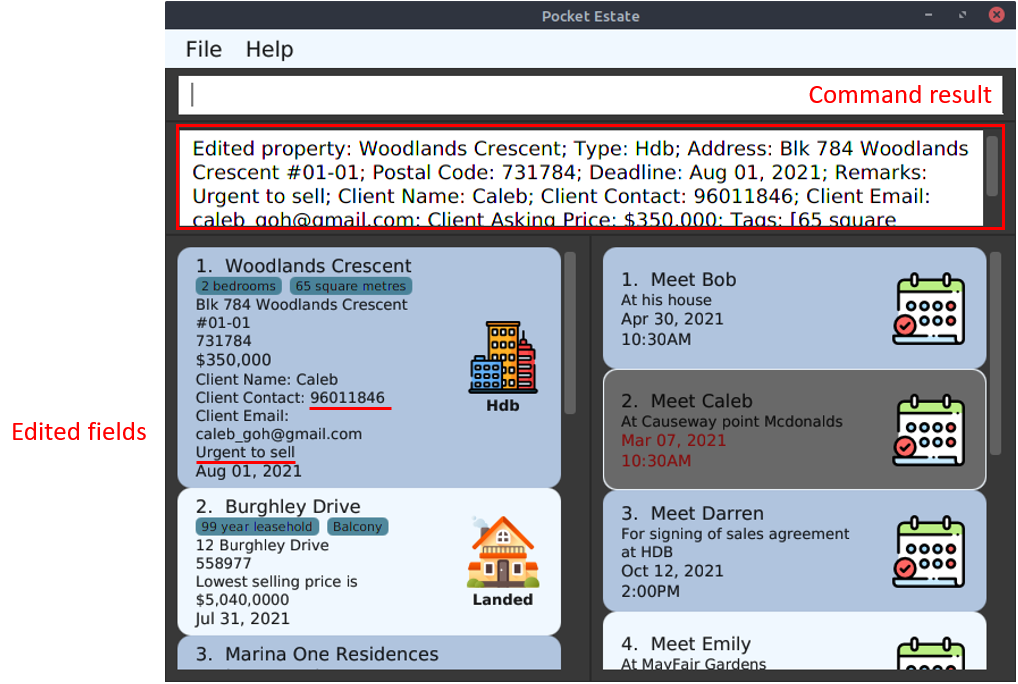 Pocket Estate
File Help
Command result
Edited property: Woodlands Crescent; Type: Hdb; Address: Blk 784 Woodlands
Crescent #01-01; Postal Code: 731784; Deadline: Aug 01, 2021; Remarks:
Urgent to sell; Client Name: Caleb; Client Contact: 96011846; Client Email:
caleb_goh@gmail.com; Client Asking Price: $350,000; Tags: [65 square
Edited fields
1. Woodlands Crescent
2 bedrooms 65 square metres
Blk 784 Woodlands Crescent
#01-01
731784
$350,000
Client Name: Caleb
Client Contact: 96011846
Client Email:
caleb_goh@gmail.com
Urgent to sell
Aug 01, 2021
Hdb
2. Burghley Drive
99 year leasehold Balcony
12 Burghley Drive
558977
Lowest selling price is
$5,040,0000
Jul 31, 2021
Landed
3. Marina One Residences
1. Meet Bob
At his house
Apr 30, 2021
10:30AM
2. Meet Caleb
At Causeway point Mcdonalds
Mar 07, 2021
10:30AM
3. Meet Darren
For signing of sales agreement
at HDB
Oct 12, 2021
2:00PM
4. Meet Emily
At MayFair Gardens